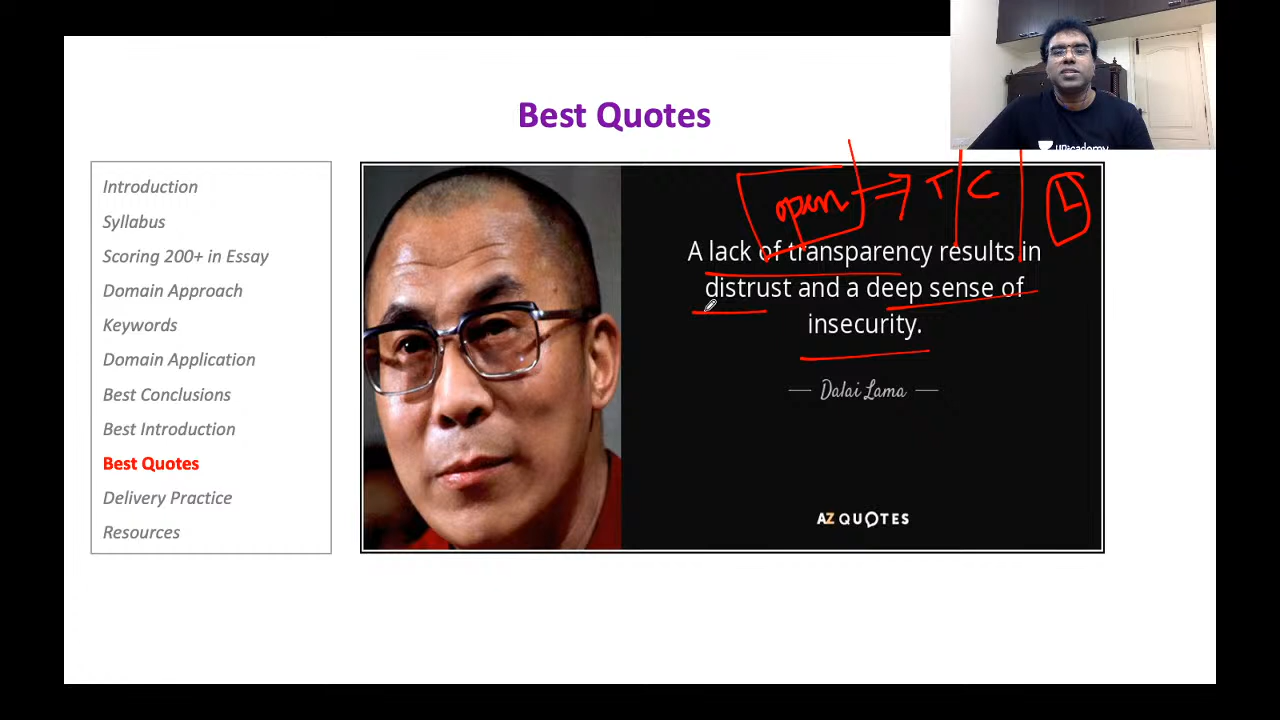 Best Quotes
Introduction
Syllabus
Scoring 200+ in Essay
Domain Approach
Keywords
Domain Application
Best Conclusions
Best Introduction
Best Quotes
Delivery Practice
Resources
unacademy
open → T C L
A lack of transparency results in
distrust and a deep sense of
insecurity.
Dalai Lama
AZ QUOTES